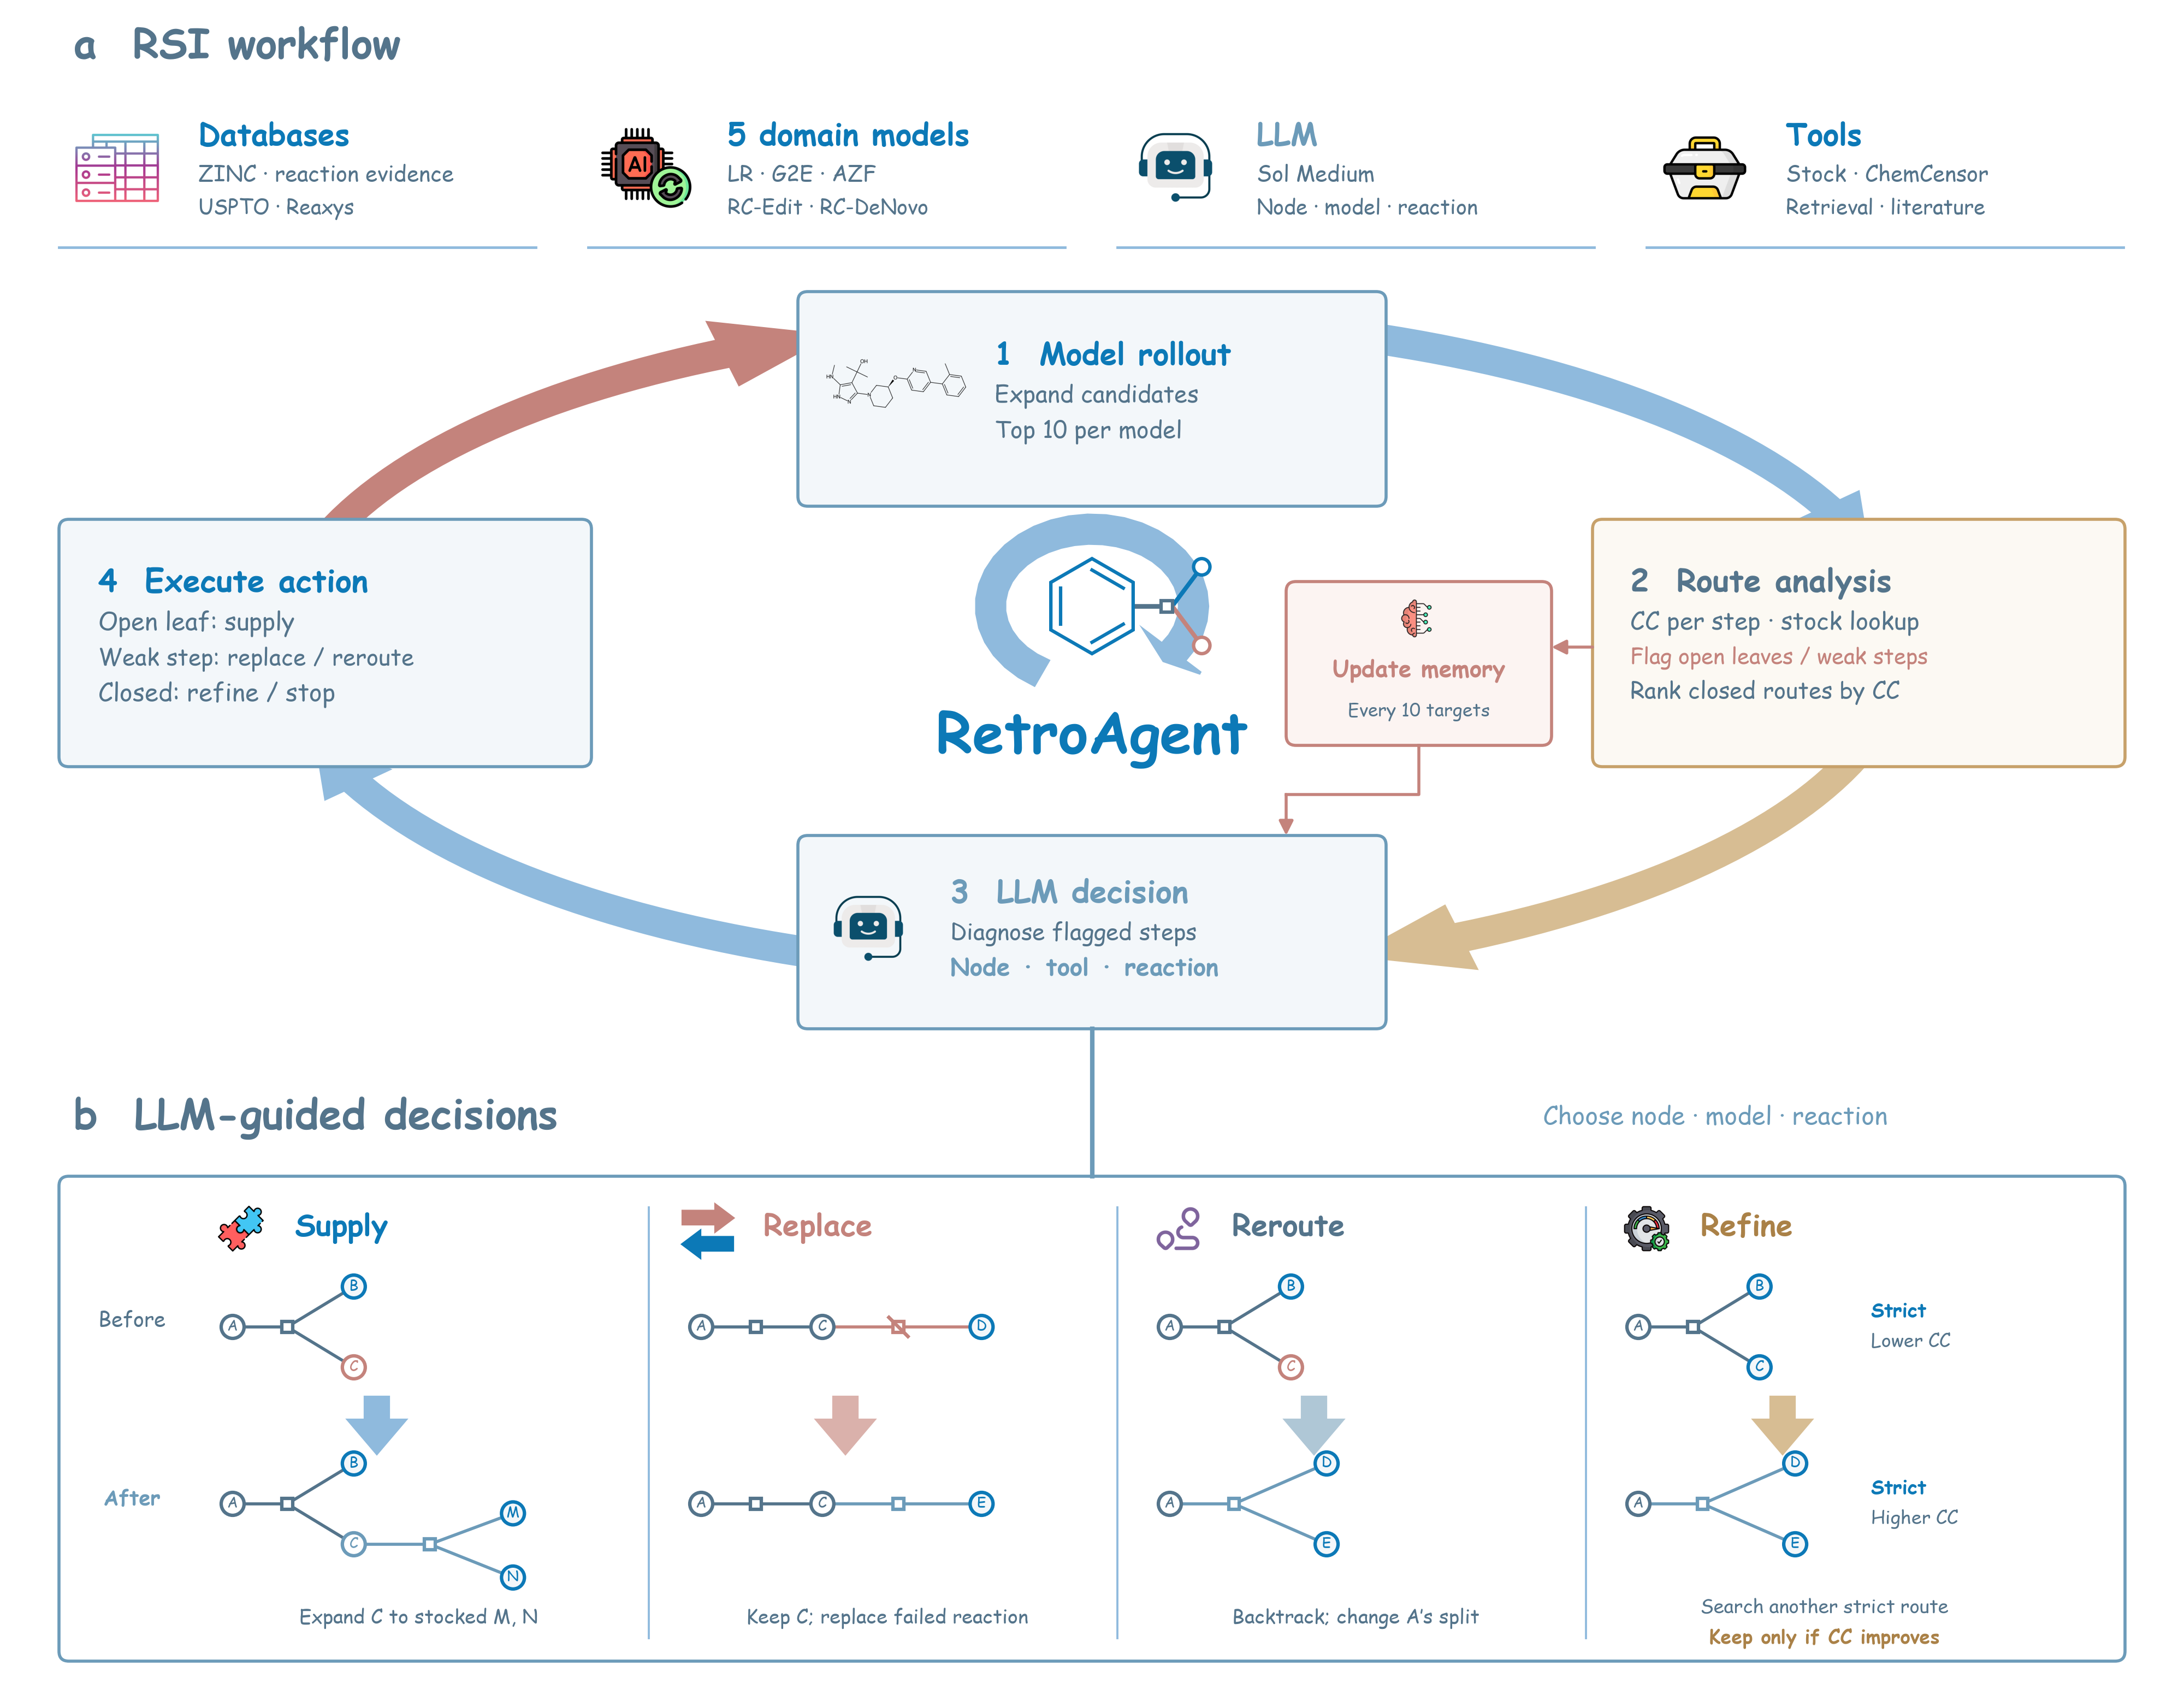 a RSI workflow
Databases
ZINC · reaction evidence
USPTO · Reaxys
5 domain models
LR · G2E · AZF
RC-Edit · RC-DeNovo
LLM
Sol Medium
Node · model · reaction
Tools
Stock · ChemCensor
Retrieval · literature
AI
1 Model rollout
Expand candidates
Top 10 per model
OH
HN
HN
N
N
O
N
4 Execute action
Open leaf: supply
Weak step: replace / reroute
Closed: refine / stop
RetroAgent
Update memory
Every 10 targets
2 Route analysis
CC per step · stock lookup
Flag open leaves / weak steps
Rank closed routes by CC
3 LLM decision
Diagnose flagged steps
Node · tool · reaction
b LLM-guided decisions
Choose node · model · reaction
Supply
Replace
Reroute
Refine
Before
A
B
C
A
C
D
A
B
C
A
B
C
Strict
Lower CC
After
A
B
C
M
N
A
C
E
A
D
E
A
D
E
Strict
Higher CC
Expand C to stocked M, N
Keep C; replace failed reaction
Backtrack; change A's split
Search another strict route
Keep only if CC improves